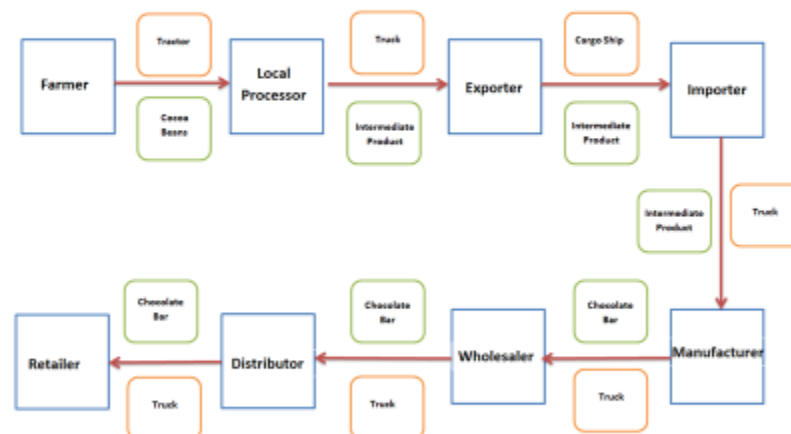 Tractor
Truck
Cargo Ship
Farmer
Local
Processor
Exporter
Importer
Cocoa
Beans
Intermediate
Product
Intermediate
Product
Intermediate
Product
Truck
Chocolate
Bar
Chocolate
Bar
Chocolate
Bar
Retailer
Distributor
Wholesaler
Manufacturer
Truck
Truck
Truck